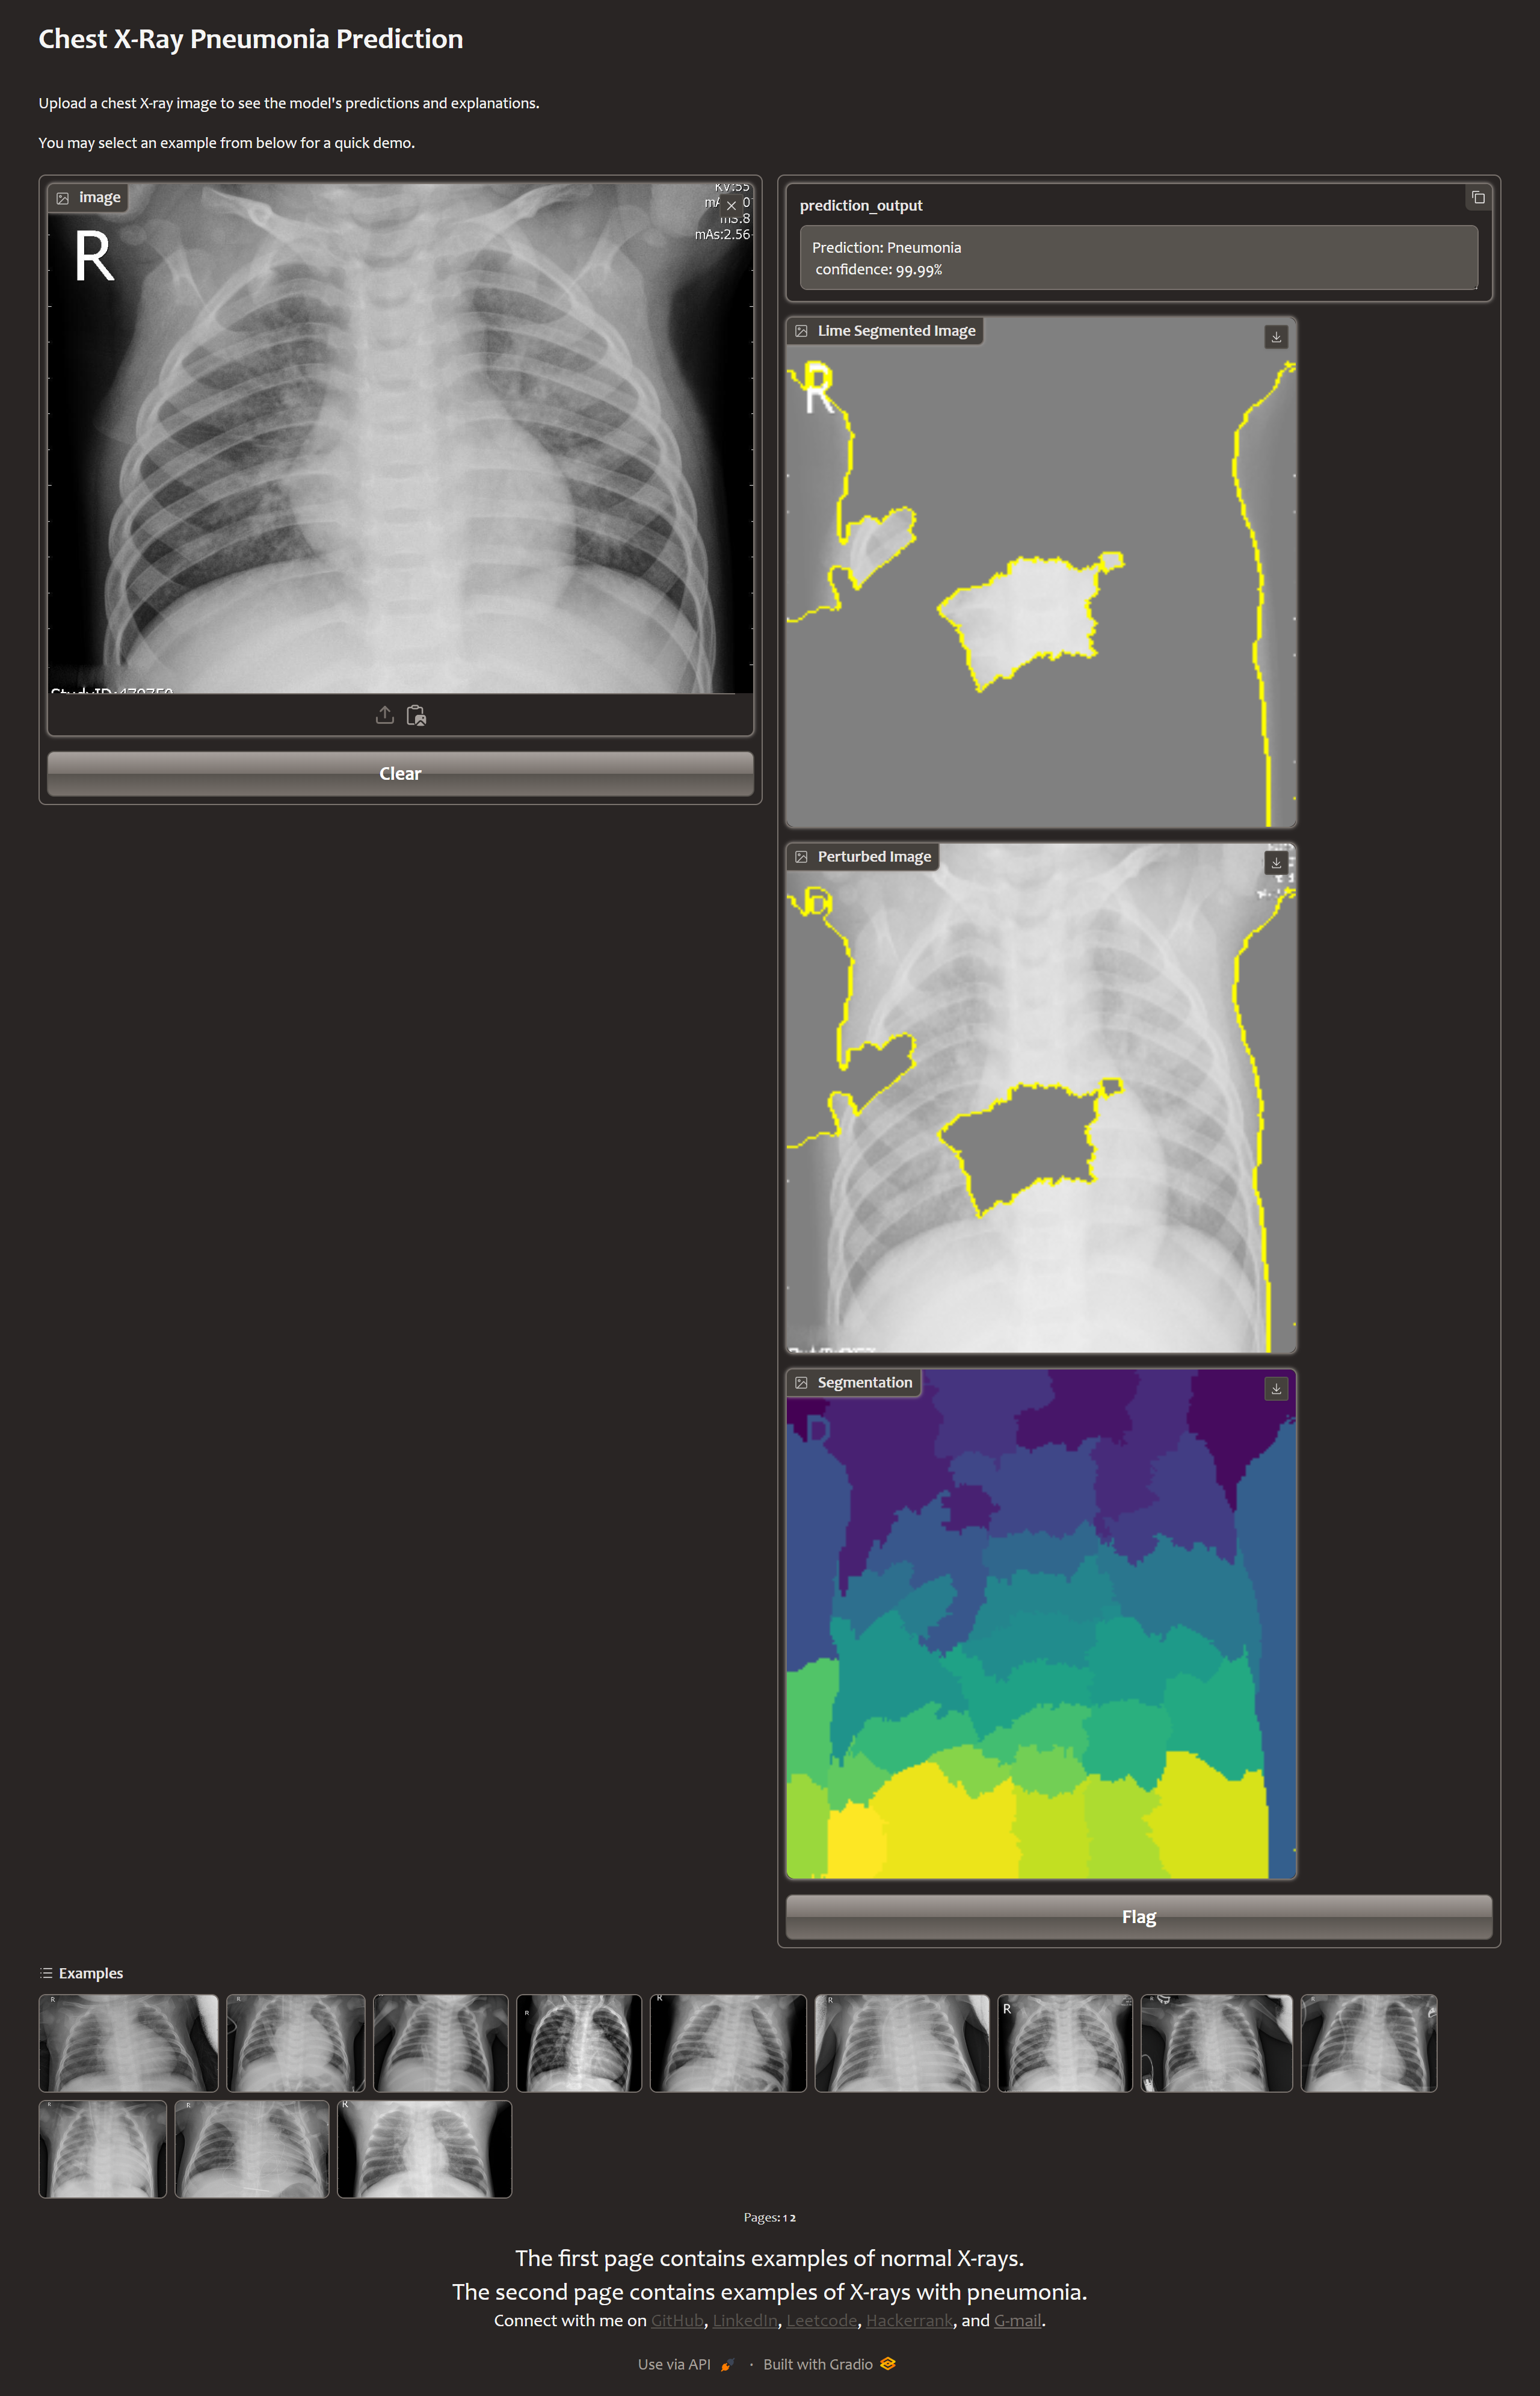 Chest X-Ray Pneumonia Prediction
Upload a chest X-ray image to see the model's predictions and explanations.
You may select an example from below for a quick demo.
image
R
mAs:2.56
Clear
prediction_output
Prediction: Pneumonia
confidence: 99.99%
Lime Segmented Image
R
Perturbed Image
Segmentation
Flag
Examples
R
R
R
R
R
R
R
R
Pages: 1 2
The first page contains examples of normal X-rays.
The second page contains examples of X-rays with pneumonia.
Connect with me on GitHub, LinkedIn, Leetcode, Hackerrank, and G-mail.
Use via API · Built with Gradio